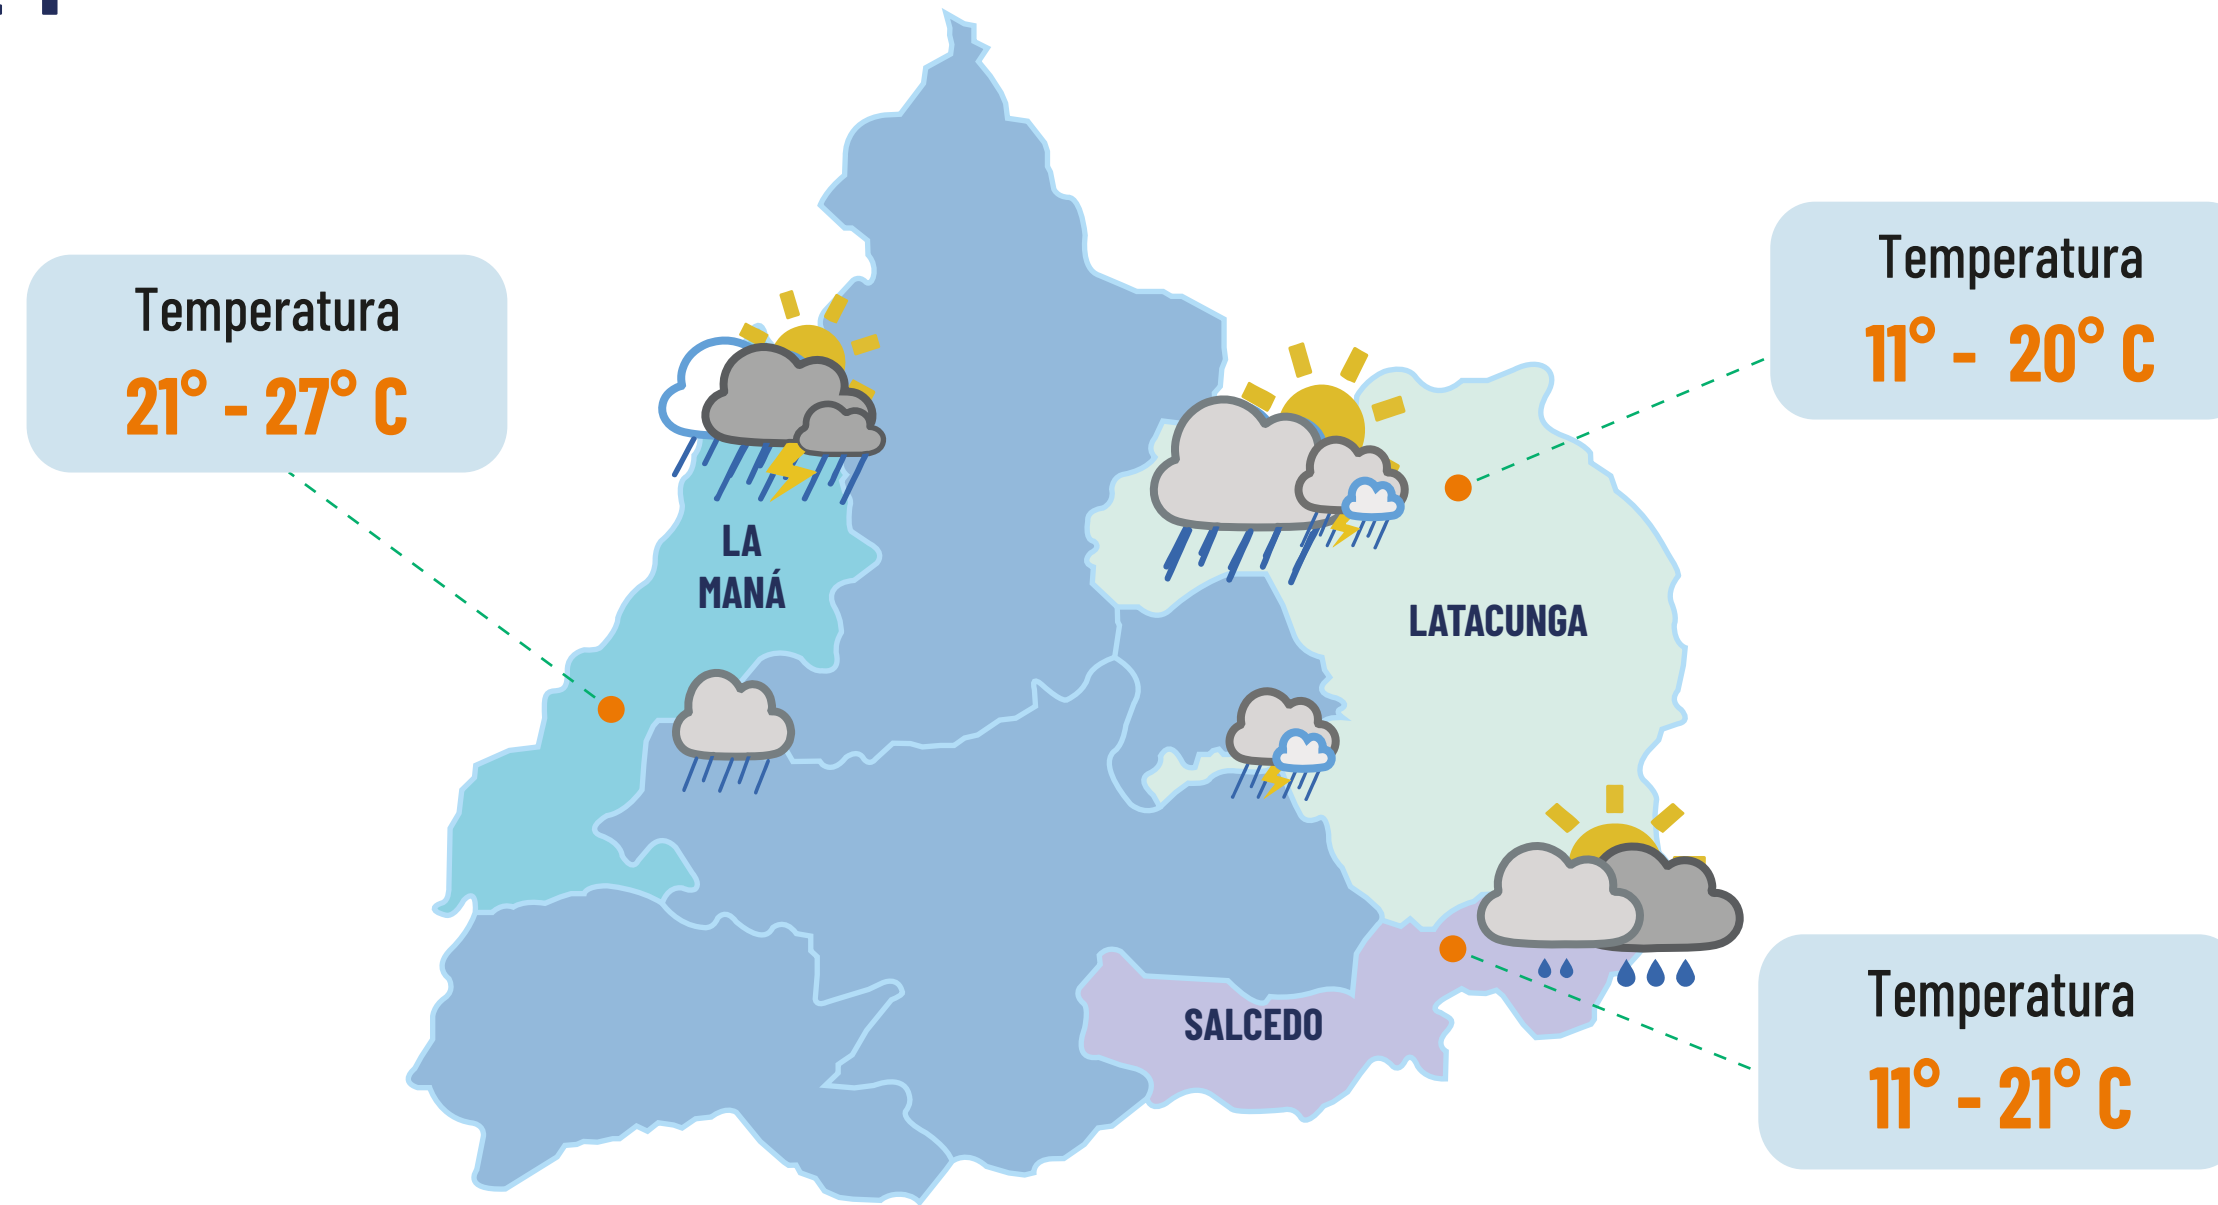 Temperatura
21° - 27° C
Temperatura
11° - 20° C
LA
MANÁ
LATACUNGA
SALCEDO
Temperatura
11° - 21° C